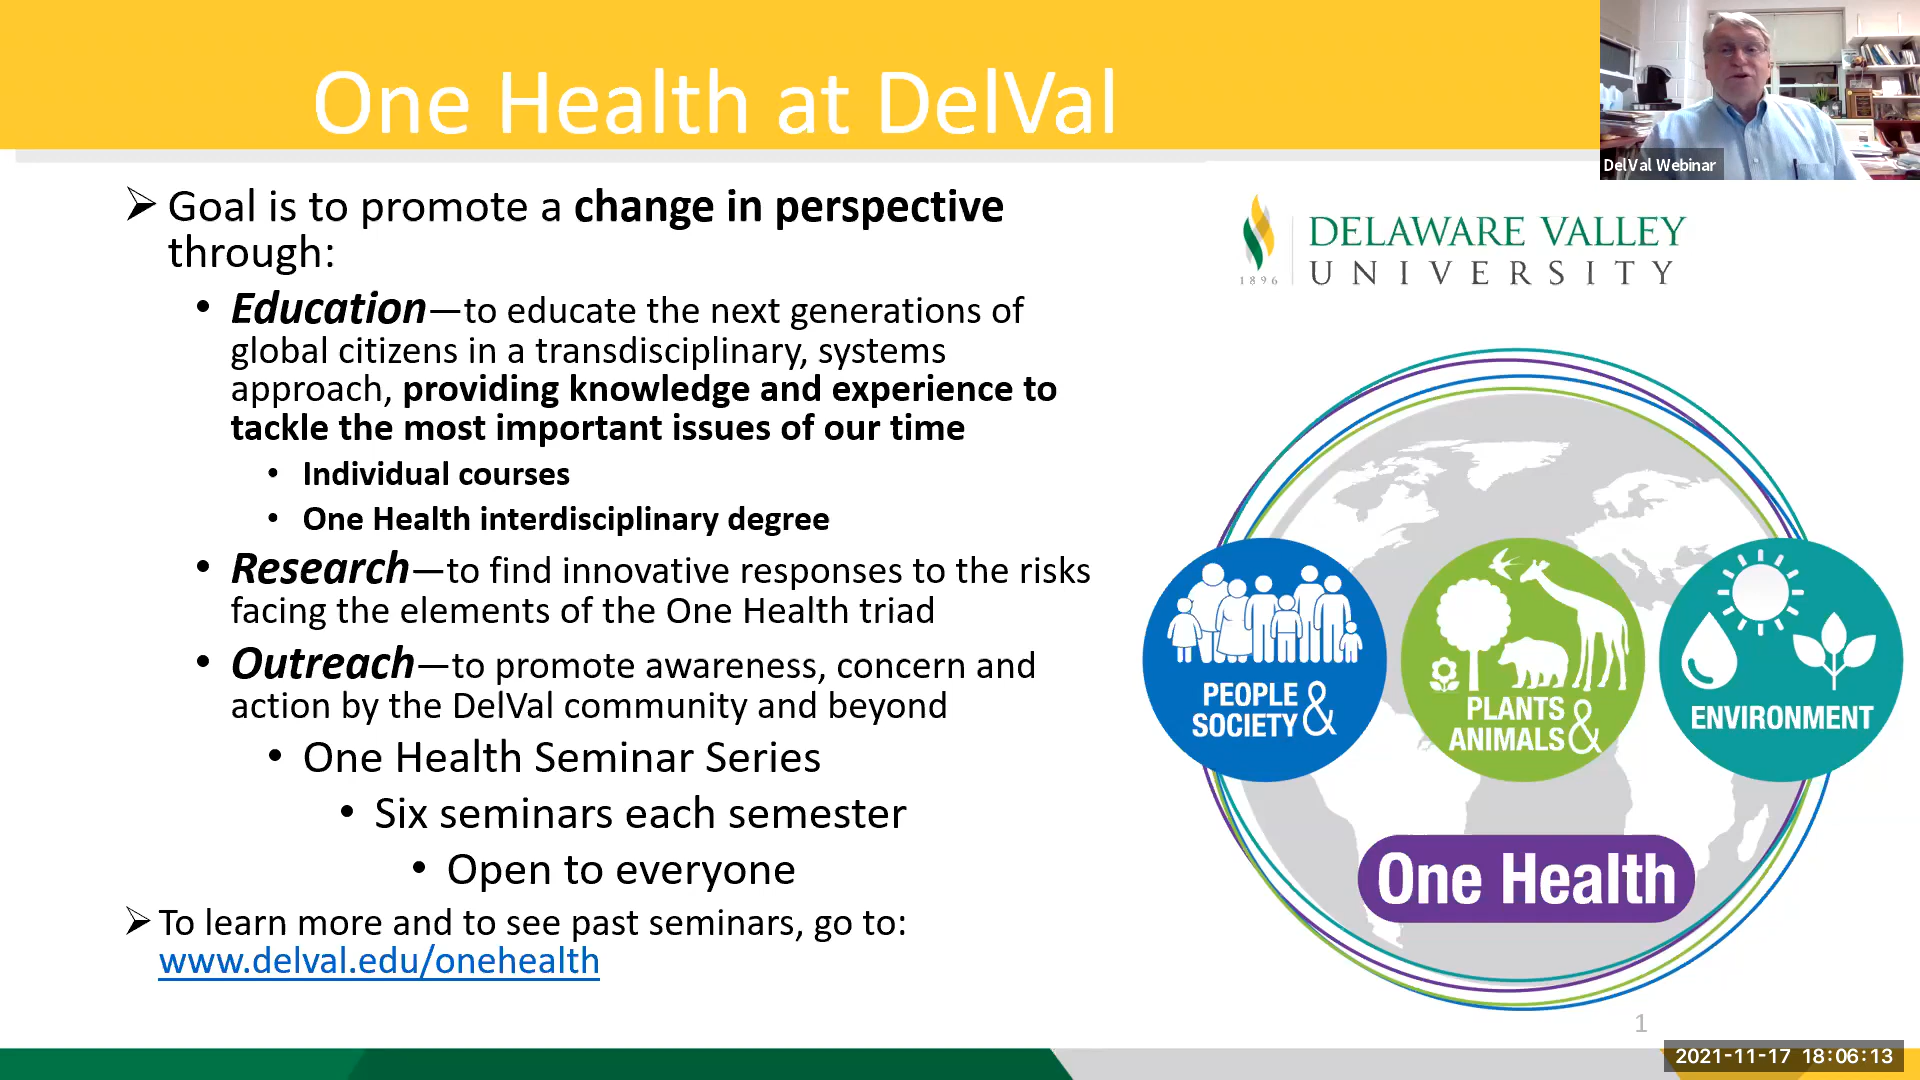 One Health at DelVal
DelVal Webinar
➢ Goal is to promote a change in perspective
through:
• Education—to educate the next generations of
global citizens in a transdisciplinary, systems
approach, providing knowledge and experience to
tackle the most important issues of our time
• Individual courses
• One Health interdisciplinary degree
• Research—to find innovative responses to the risks
facing the elements of the One Health triad
• Outreach—to promote awareness, concern and
action by the DelVal community and beyond
• One Health Seminar Series
• Six seminars each semester
• Open to everyone
➢ To learn more and to see past seminars, go to:
www.delval.edu/onehealth
1896
DELAWARE VALLEY
UNIVERSITY
PEOPLE &
SOCIETY
PLANTS &
ANIMALS
ENVIRONMENT
One Health
1
2021-11-17 18:06:13